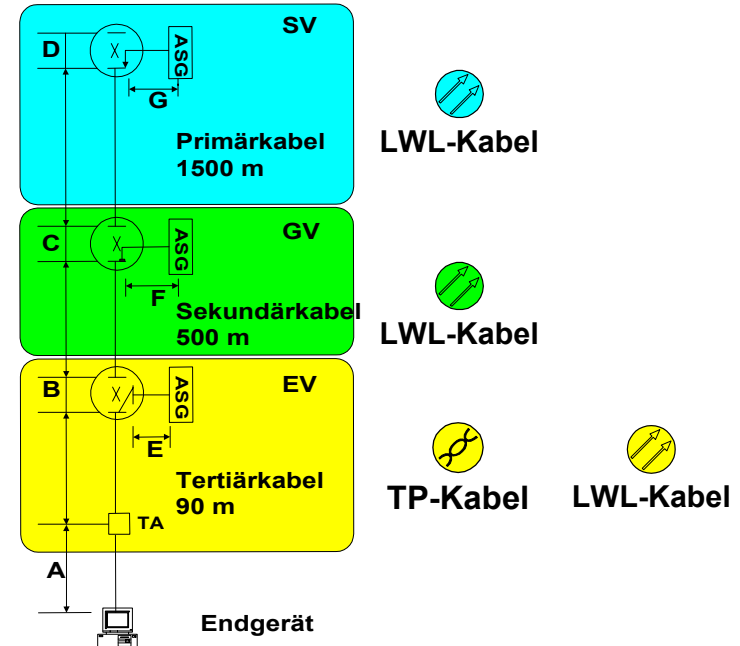 SV
D
ASG
G
Primärkabel
1500 m
LWL-Kabel
GV
C
ASG
F
Sekundärkabel
500 m
LWL-Kabel
EV
B
ASG
E
Tertiärkabel
90 m
TP-Kabel
LWL-Kabel
TA
A
Endgerät